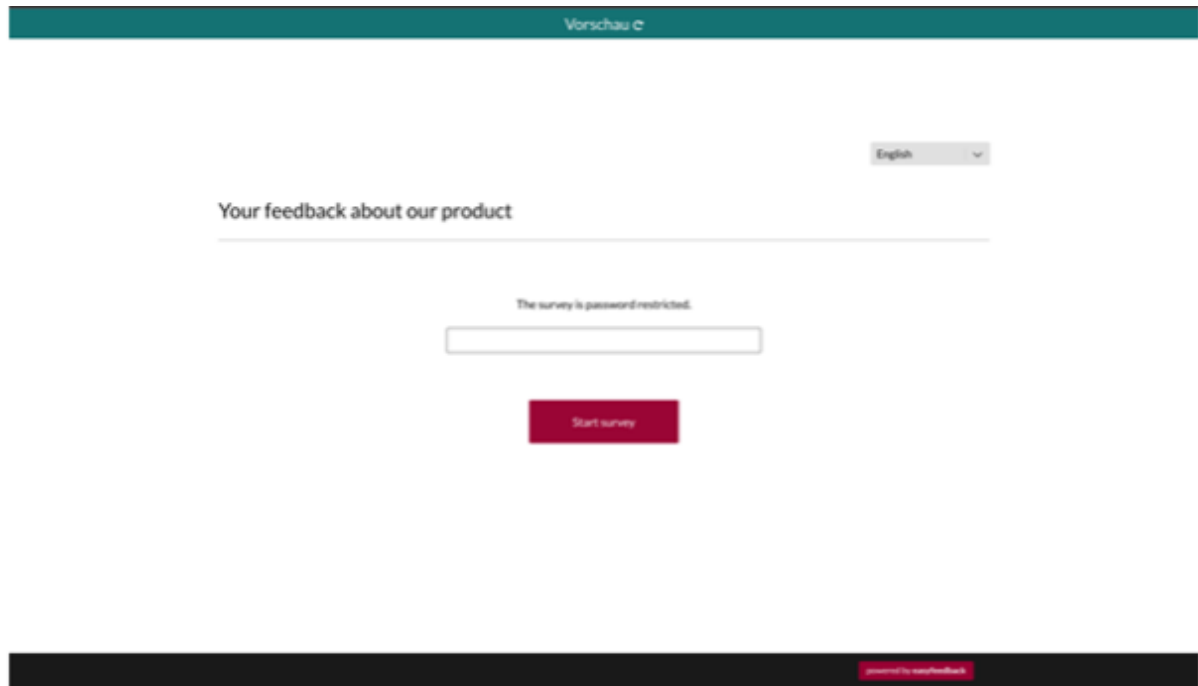 Vorschau
English
Your feedback about our product
The survey is password restricted.
Start survey
powered by easyfeedback